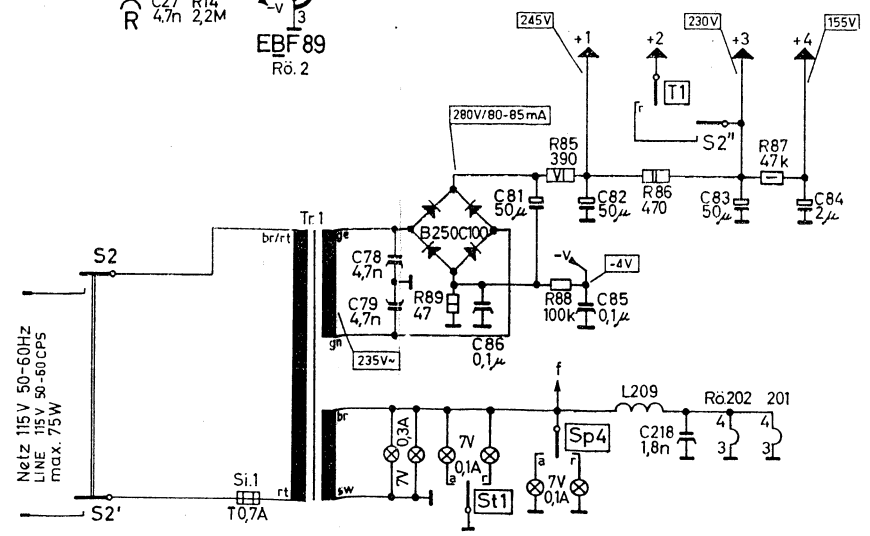 C27 R14
4,7n 2,2M
R
-V
3
EBF89
Rö. 2
245V
+1
+2
230V
+3
+4
155V
T1
r
S2"
280V/80-85mA
R85
390
R87
47k
C81
50µ
C82
50µ
R86
470
C83
50µ
C84
2µ
S2
Tr.1
br/rt
ge
B250C100
C78
4,7n
C79
4,7n
-V
-4V
R89
47
R88
100k
C85
0,1µ
C86
0,1µ
gn
235V~
Netz 115V 50-60Hz
LINE 115V 50-60CPS
max. 75W
f
L209
Rö.202 201
br
0,3A
7V
7V
0,1A
a
r
Sp4
C218
1,8n
4
3
4
3
a
r
7V
0,1A
St1
Si.1
T0,7A
rt
sw
S2'